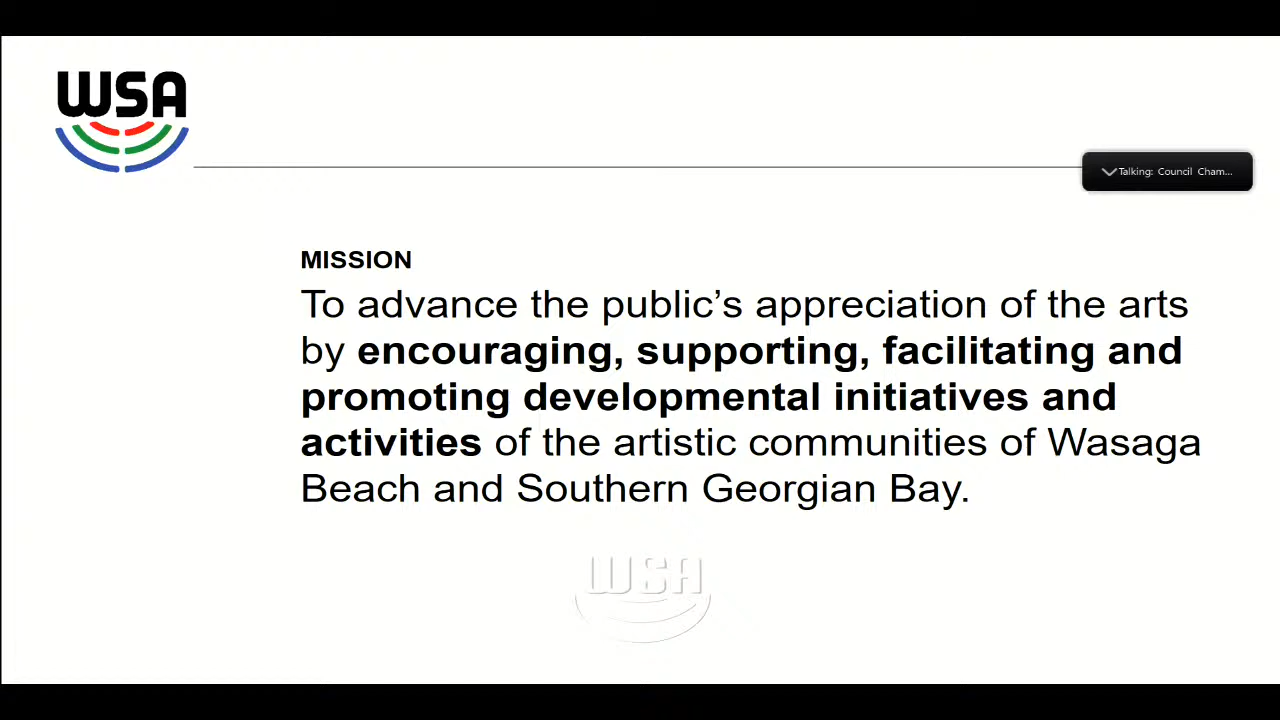 WSA
Talking: Council Cham...
MISSION
To advance the public’s appreciation of the arts
by encouraging, supporting, facilitating and
promoting developmental initiatives and
activities of the artistic communities of Wasaga
Beach and Southern Georgian Bay.
WSA